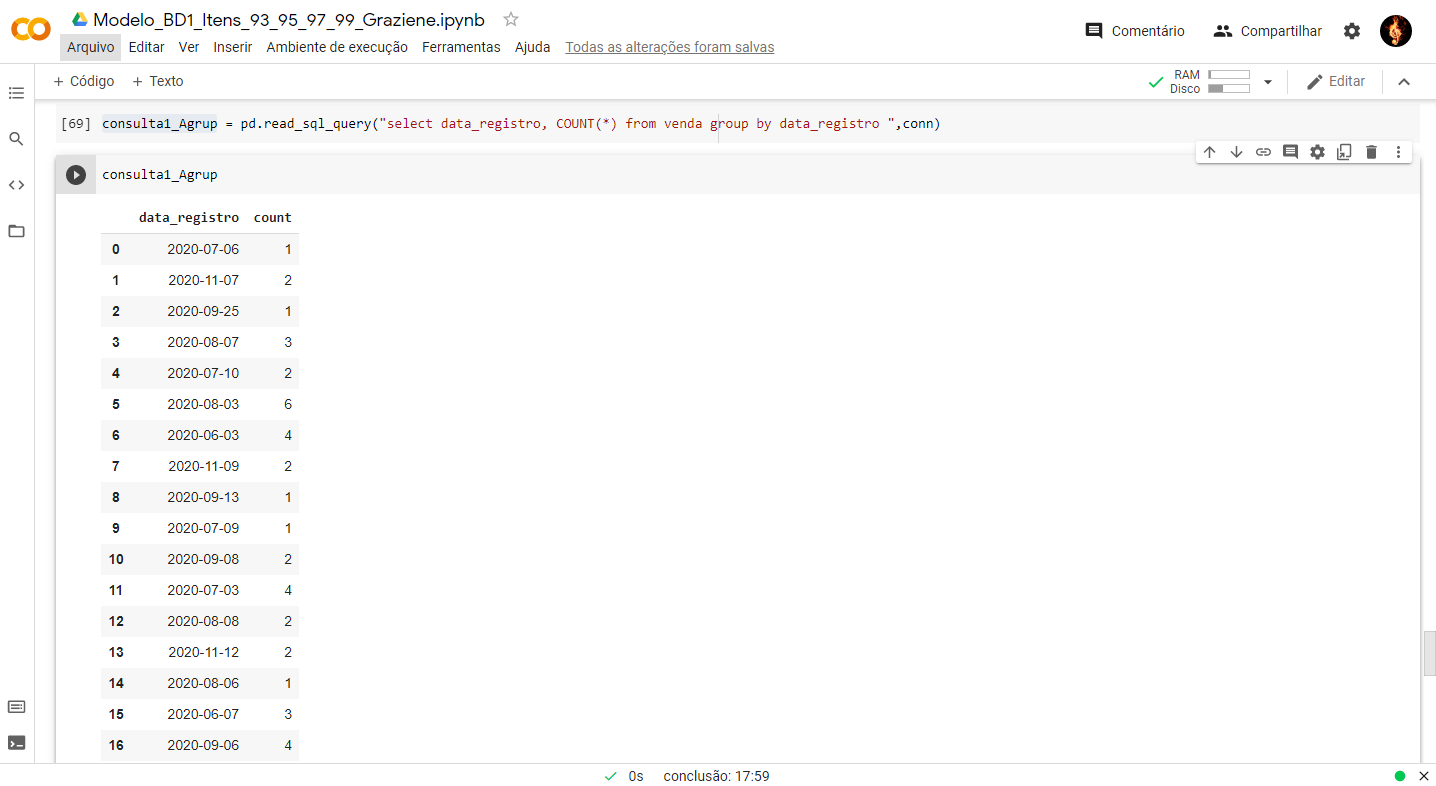 Modelo_BD1_Itens_93_95_97_99_Graziene.ipynb
Arquivo Editar Ver Inserir Ambiente de execução Ferramentas Ajuda Todas as alterações foram salvas
Comentário Compartilhar
+ Código + Texto
RAM
Disco
Editar
[69] consulta1_Agrup = pd.read_sql_query("select data_registro, COUNT(*) from venda group by data_registro ",conn)
consulta1_Agrup
data_registro count
0 2020-07-06 1
1 2020-11-07 2
2 2020-09-25 1
3 2020-08-07 3
4 2020-07-10 2
5 2020-08-03 6
6 2020-06-03 4
7 2020-11-09 2
8 2020-09-13 1
9 2020-07-09 1
10 2020-09-08 2
11 2020-07-03 4
12 2020-08-08 2
13 2020-11-12 2
14 2020-08-06 1
15 2020-06-07 3
16 2020-09-06 4
0s conclusão: 17:59